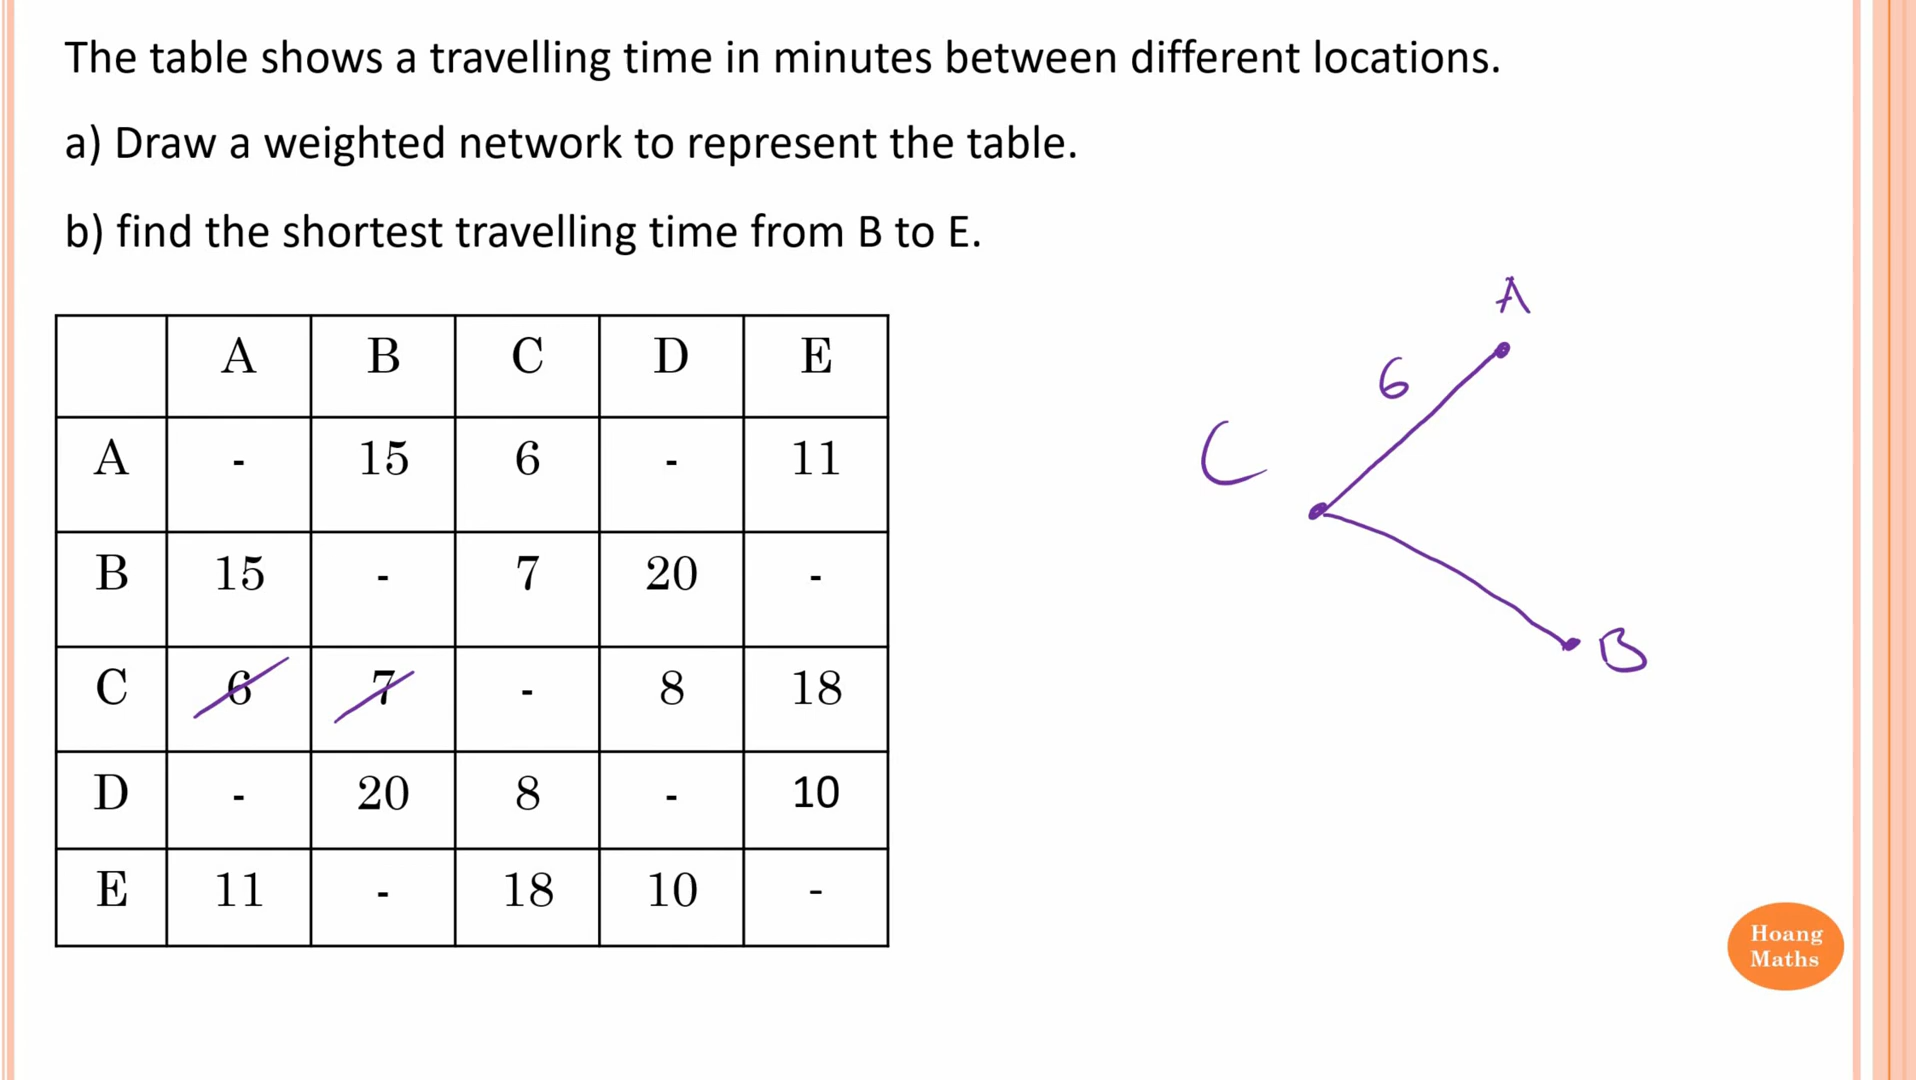 The table shows a travelling time in minutes between different locations.
a) Draw a weighted network to represent the table.
b) find the shortest travelling time from B to E.
A B C D E
A - 15 6 - 11
B 15 - 7 20 -
C 6 7 - 8 18
D - 20 8 - 10
E 11 - 18 10 -
A
6
C
B
Hoang
Maths